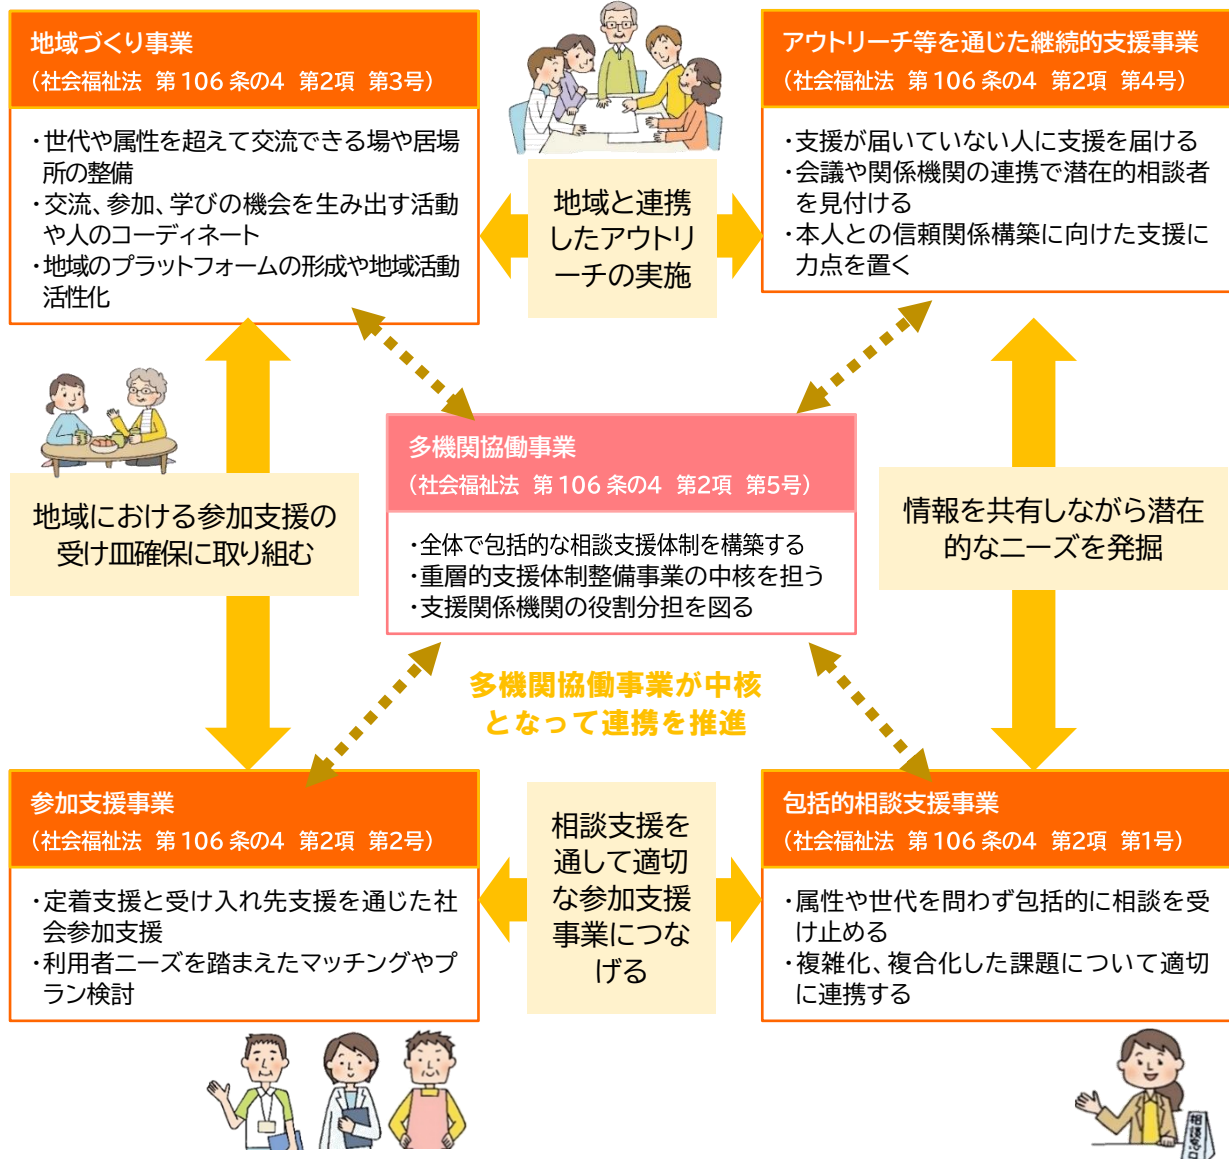 地域づくり事業
（社会福祉法 第106条の4 第2項 第3号）
・世代や属性を超えて交流できる場や居場
所の整備
・交流、参加、学びの機会を生み出す活動
や人のコーディネート
・地域のプラットフォームの形成や地域活動
活性化
地域と連携
したアウトリ
ーチの実施
アウトリーチ等を通じた継続的支援事業
（社会福祉法 第106条の4 第2項 第4号）
・支援が届いていない人に支援を届ける
・会議や関係機関の連携で潜在的相談者
を見付ける
・本人との信頼関係構築に向けた支援に
力点を置く
地域における参加支援の
受け皿確保に取り組む
多機関協働事業
（社会福祉法 第106条の4 第2項 第5号）
・全体で包括的な相談支援体制を構築する
・重層的支援体制整備事業の中核を担う
・支援関係機関の役割分担を図る
情報を共有しながら潜在
的なニーズを発掘
多機関協働事業が中核
となって連携を推進
参加支援事業
（社会福祉法 第106条の4 第2項 第2号）
・定着支援と受け入れ先支援を通じた社
会参加支援
・利用者ニーズを踏まえたマッチングやプ
ラン検討
相談支援を
通して適切
な参加支援
事業につな
げる
包括的相談支援事業
（社会福祉法 第106条の4 第2項 第1号）
・属性や世代を問わず包括的に相談を受
け止める
・複雑化、複合化した課題について適切
に連携する
相談窓口